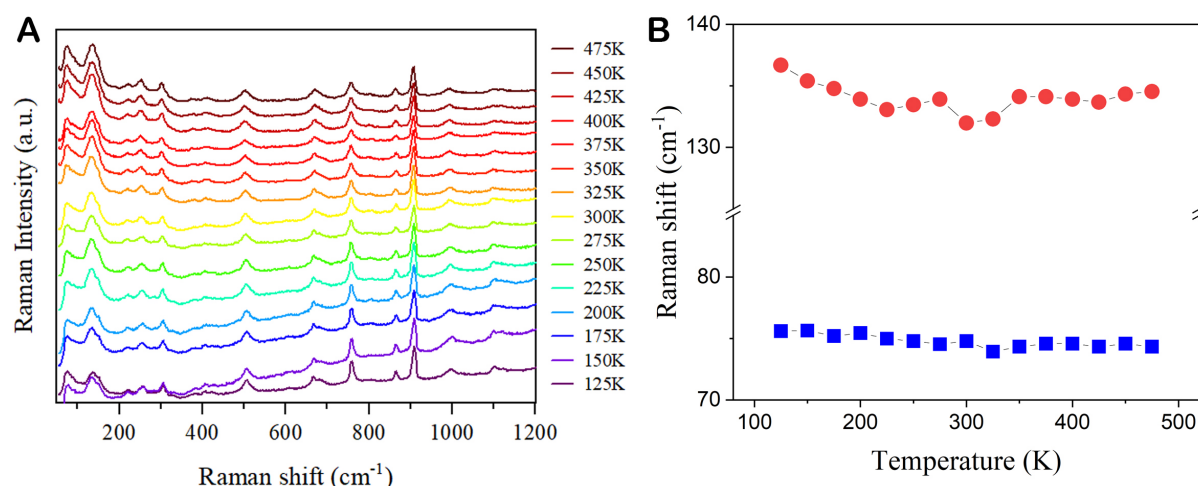 A
Raman Intensity (a.u.)
475K
450K
425K
400K
375K
350K
325K
300K
275K
250K
225K
200K
175K
150K
125K
200 400 600 800 1000 1200
Raman shift (cm⁻¹)
B
Raman shift (cm⁻¹)
140
130
80
70
100 200 300 400 500
Temperature (K)